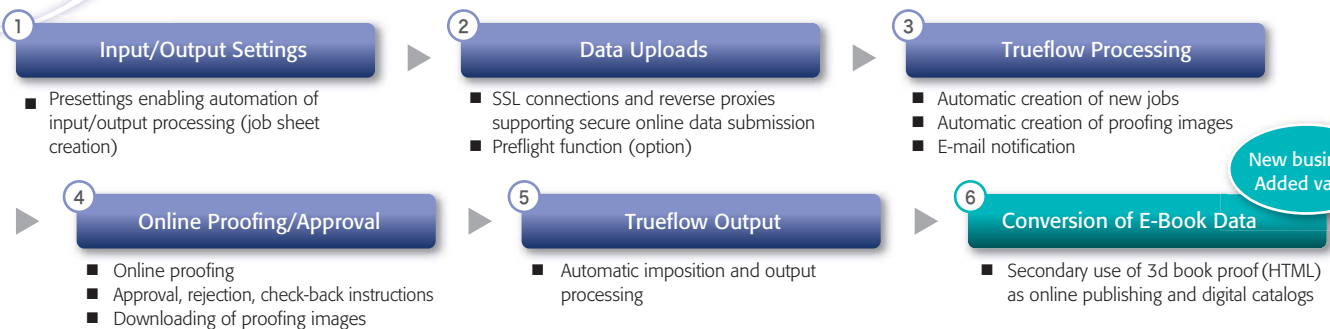 1
Input/Output Settings
■ Presettings enabling automation of
input/output processing (job sheet
creation)
2
Data Uploads
■ SSL connections and reverse proxies
supporting secure online data submission
■ Preflight function (option)
3
Trueflow Processing
■ Automatic creation of new jobs
■ Automatic creation of proofing images
■ E-mail notification
New
Added
4
Online Proofing/Approval
■ Online proofing
■ Approval, rejection, check-back instructions
■ Downloading of proofing images
5
Trueflow Output
■ Automatic imposition and output
processing
6
Conversion of E-Book Data
■ Secondary use of 3d book proof (HTML)
as online publishing and digital catalogs